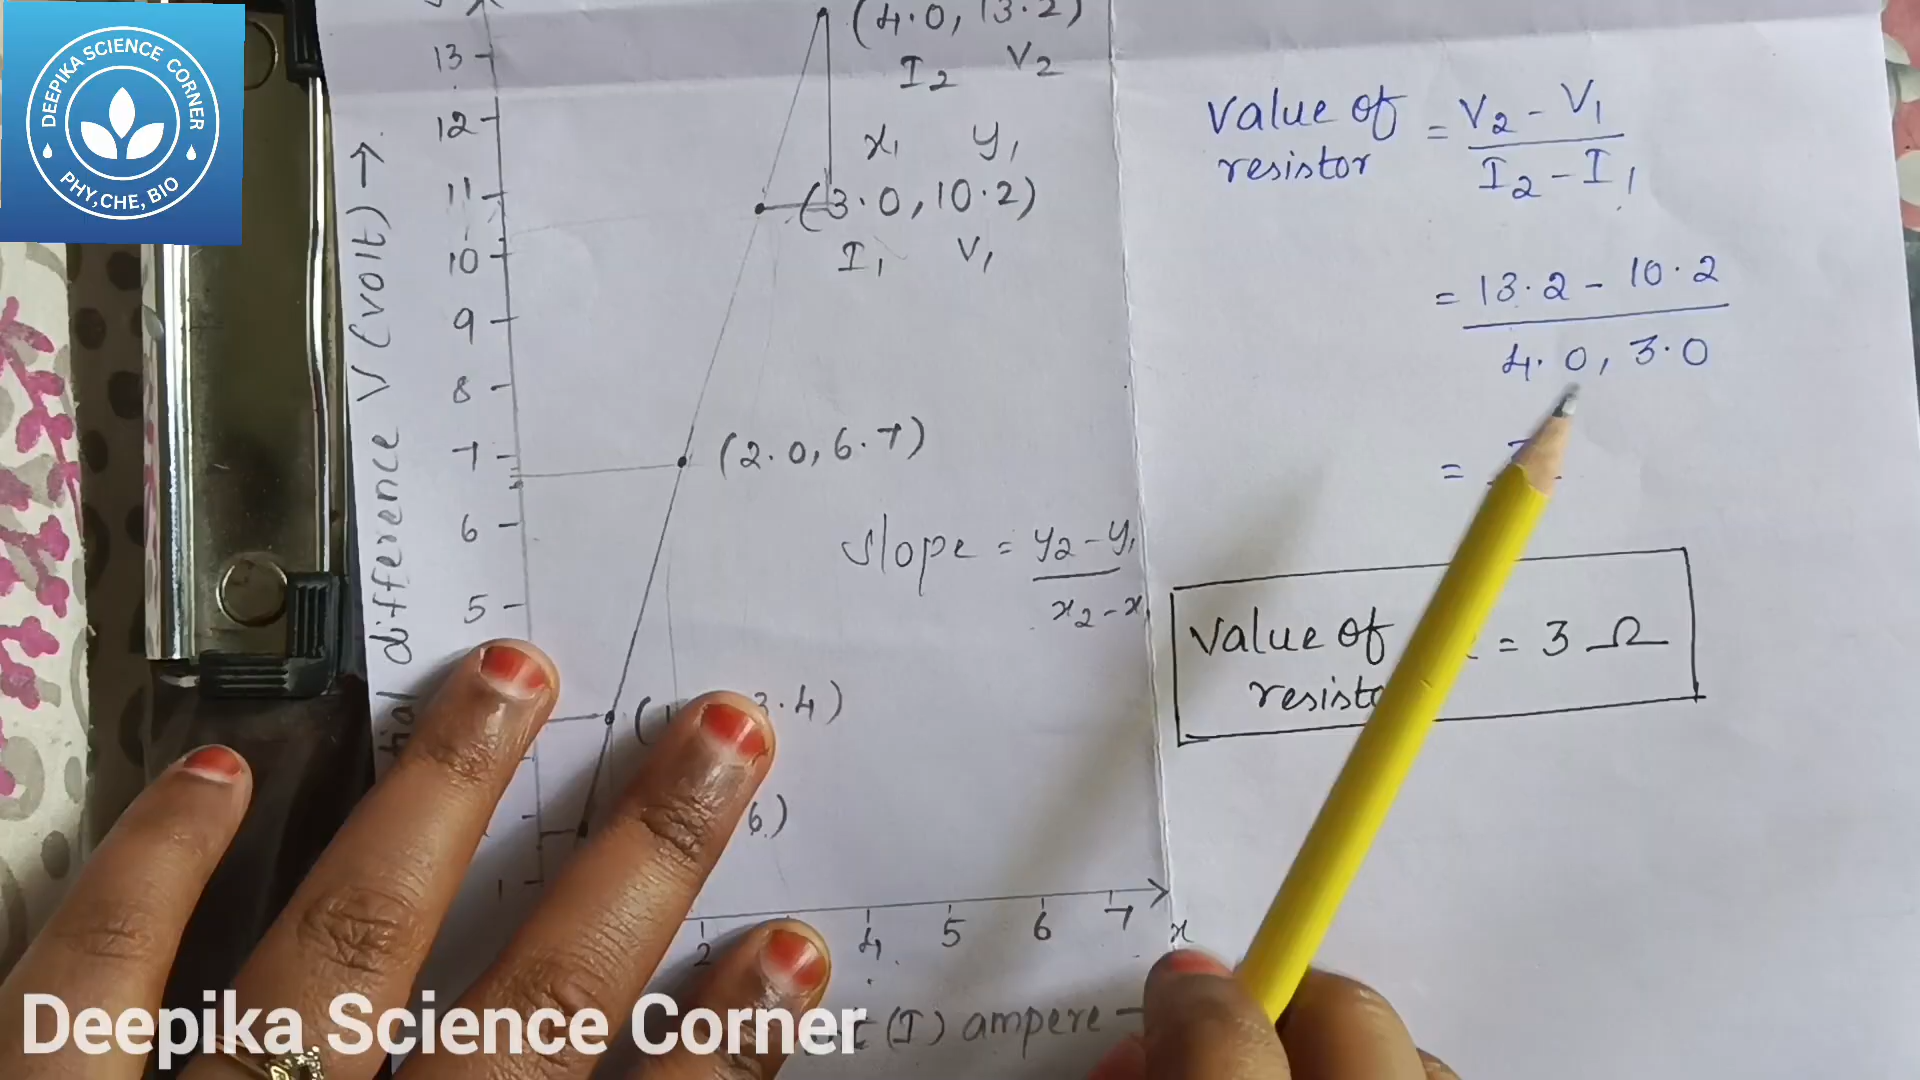 DEEPIKA SCIENCE CORNER
PHY,CHE, BIO
(4.0, 13.2)
I2 V2
13
12
11
10
9
8
7
6
5
1
difference V (volt) →
x1 y1
(3.0, 10.2)
I1 V1
(2.0, 6.7)
slope = y2 - y1
x2 - x
3.4)
6)
2 4 5 6 7 x
(I) ampere
Value of resistor = V2 - V1
I2 - I1
= 13.2 - 10.2
4.0, 3.0
=
Value of = 3 Ω
Deepika Science Corner